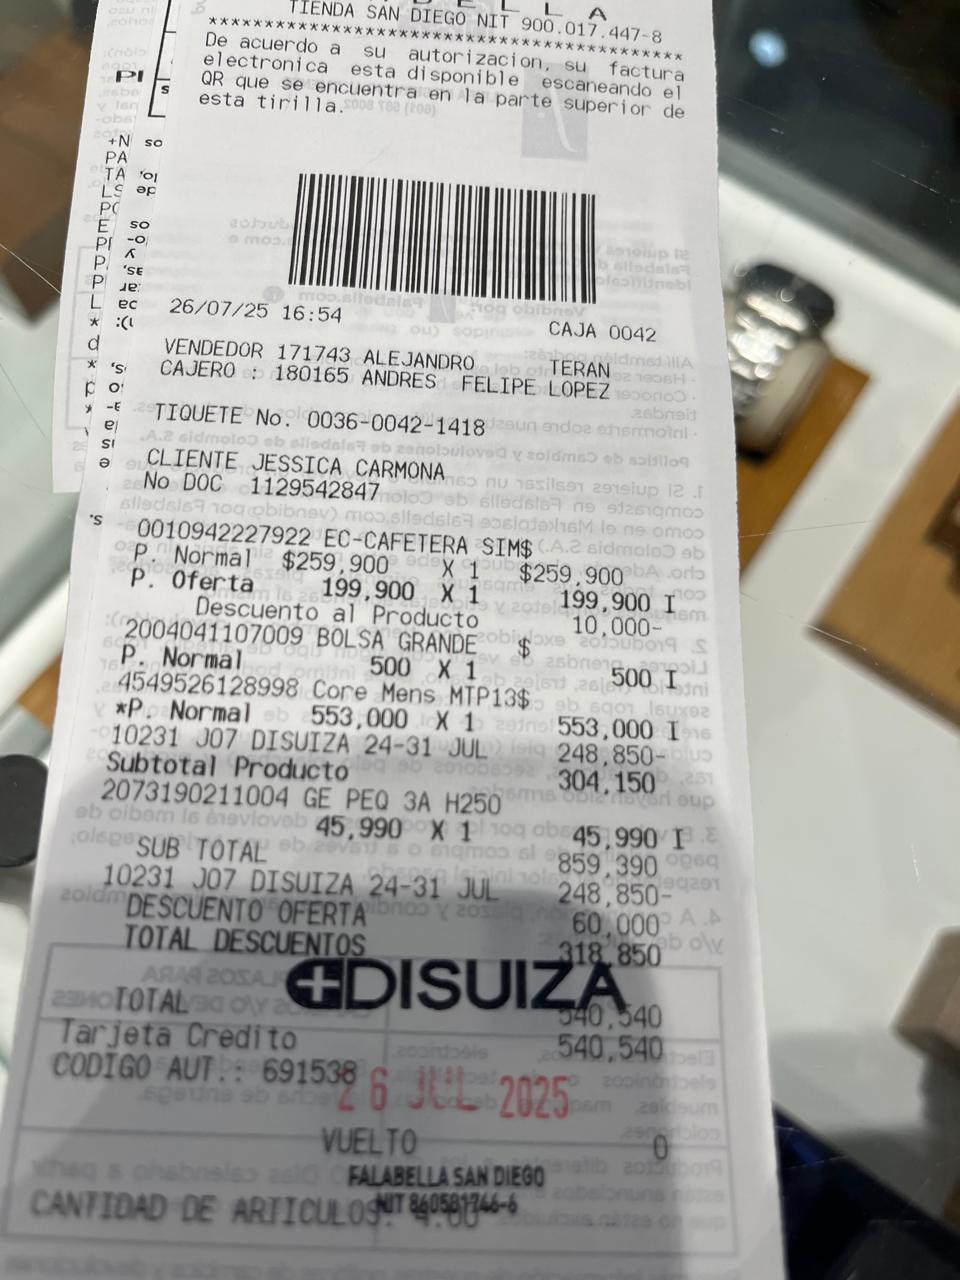 TIENDA SAN DIEGO NIT 900.017.447-8
****************************************
De acuerdo a su autorizacion, su factura
electronica esta disponible escaneando el
QR que se encuentra en la parte superior de
esta tirilla.
26/07/25 16:54
CAJA 0042
VENDEDOR 171743 ALEJANDRO TERAN
CAJERO : 180165 ANDRES FELIPE LOPEZ
TIQUETE No. 0036-0042-1418
CLIENTE JESSICA CARMONA
No DOC 1129542847
0010942227922 EC-CAFETERA SIM$
P. Normal $259,900 X 1 $259,900
P. Oferta 199,900 X 1 199,900 I
Descuento al Producto 10,000-
2004041107009 BOLSA GRANDE $
P. Normal 500 X 1 500 I
4549526128998 Core Mens MTP13$
*P. Normal 553,000 X 1 553,000 I
10231 J07 DISUIZA 24-31 JUL 248,850-
Subtotal Producto 304,150
2073190211004 GE PEQ 3A H250
45,990 X 1 45,990 I
SUB TOTAL 859,390
10231 J07 DISUIZA 24-31 JUL 248,850-
DESCUENTO OFERTA 60,000
TOTAL DESCUENTOS 318,850
DISUIZA
TOTAL 540,540
Tarjeta Credito 540,540
CODIGO AUT.: 691538
26 JUL 2025
VUELTO 0
FALABELLA SAN DIEGO
NIT 860581746-6
CANTIDAD DE ARTICULOS: 4.00